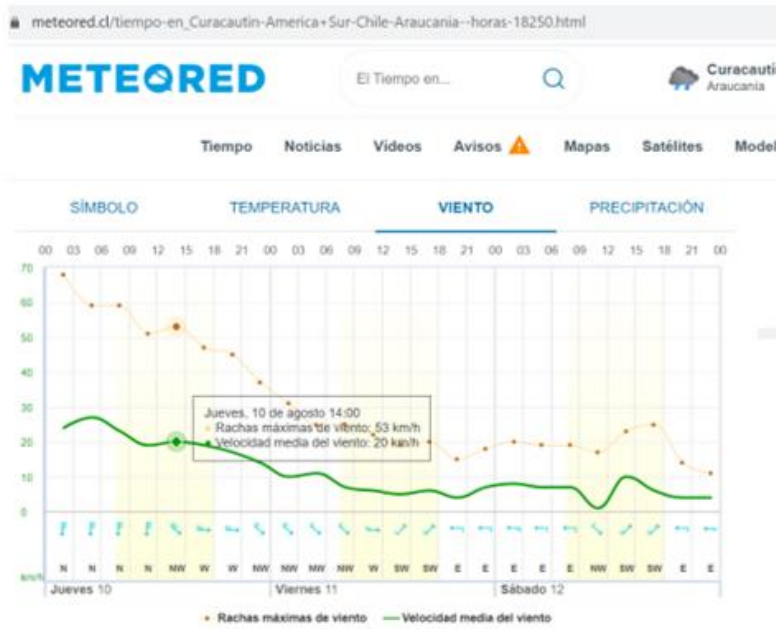 meteored.cl/tiempo-en_Curacautin-America+Sur-Chile-Araucania--horas-18250.html
METEORED El Tiempo en... Curacautin
Araucanía
Tiempo Noticias Vídeos Avisos Mapas Satélites Model
SÍMBOLO TEMPERATURA VIENTO PRECIPITACIÓN
00 03 06 09 12 15 18 21 00 03 06 09 12 15 18 21 00 03 06 09 12 15 18 21 00
70
60
50
40
30
Jueves, 10 de agosto 14:00
Rachas máximas de viento: 53 km/h
20 Velocidad media del viento: 20 km/h
10
0
km/h N N N N NW W W NW NW NW NW W SW SW E E E E E NW SW SW E E
Jueves 10 Viernes 11 Sábado 12
Rachas máximas de viento Velocidad media del viento